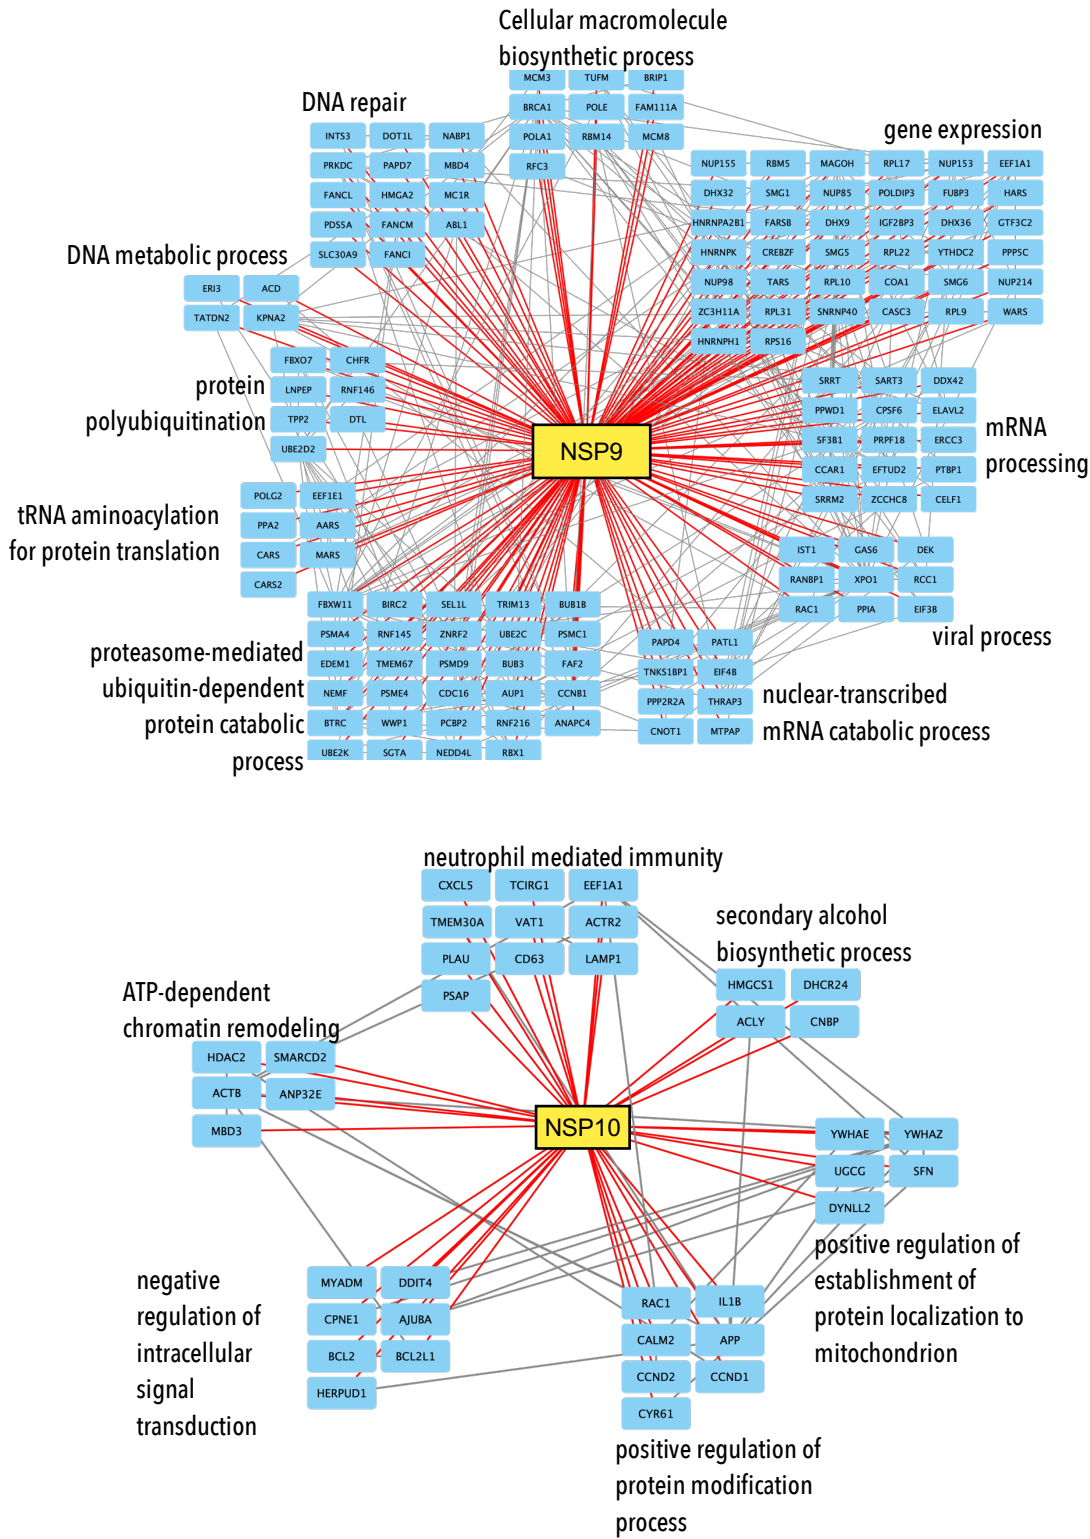 Cellular macromolecule
biosynthetic process
MCM3 TUFM BRIP1
BRCA1 POLE FAM111A
POLA1 RBM14 MCM8
RFC3
DNA repair
INTS3 DOT1L NABP1
PRKDC PAPD7 MBD4
FANCL HMGA2 MC1R
PDS5A FANCM ABL1
SLC30A9 FANCI
gene expression
NUP155 RBM5 MAGOH RPL17 NUP153 EEF1A1
DHX32 SMG1 NUP85 POLDIP3 FUBP3 HARS
HNRNPA2B1 FARSB DHX9 IGF2BP3 DHX36 GTF3C2
HNRNPK CREBZF SMG5 RPL22 YTHDC2 PPP5C
NUP98 TARS RPL10 COA1 SMG6 NUP214
ZC3H11A RPL31 SNRNP40 CASC3 RPL9 WARS
HNRNPH1 RPS16
DNA metabolic process
ERI3 ACD
TATDN2 KPNA2
protein
polyubiquitination
FBXO7 CHFR
LNPEP RNF146
TPP2 DTL
UBE2D2
NSP9
SRRT SART3 DDX42
PPWD1 CPSF6 ELAVL2
SF3B1 PRPF18 ERCC3
CCAR1 EFTUD2 PTBP1
SRRM2 ZCCHC8 CELF1
mRNA
processing
tRNA aminoacylation
for protein translation
POLG2 EEF1E1
PPA2 AARS
CARS MARS
CARS2
IST1 GAS6 DEK
RANBP1 XPO1 RCC1
RAC1 PPIA EIF3B
viral process
proteasome-mediated
ubiquitin-dependent
protein catabolic
process
FBXW11 BIRC2 SEL1L TRIM13 BUB1B
PSMA4 RNF145 ZNRF2 UBE2C PSMC1
EDEM1 TMEM67 PSMD9 BUB3 FAF2
NEMF PSME4 CDC16 AUP1 CCNB1
BTRC WWP1 PCBP2 RNF216 ANAPC4
UBE2K SGTA NEDD4L RBX1
PAPD4 PATL1
TNKS1BP1 EIF4B
PPP2R2A THRAP3
CNOT1 MTPAP
nuclear-transcribed
mRNA catabolic process
neutrophil mediated immunity
CXCL5 TCIRG1 EEF1A1
TMEM30A VAT1 ACTR2
PLAU CD63 LAMP1
PSAP
secondary alcohol
biosynthetic process
HMGCS1 DHCR24
ACLY CNBP
ATP-dependent
chromatin remodeling
HDAC2 SMARCD2
ACTB ANP32E
MBD3
NSP10
YWHAE YWHAZ
UGCG SFN
DYNLL2
positive regulation of
establishment of
protein localization to
mitochondrion
negative
regulation of
intracellular
signal
transduction
MYADM DDIT4
CPNE1 AJUBA
BCL2 BCL2L1
HERPUD1
RAC1 IL1B
CALM2 APP
CCND2 CCND1
CYR61
positive regulation of
protein modification
process